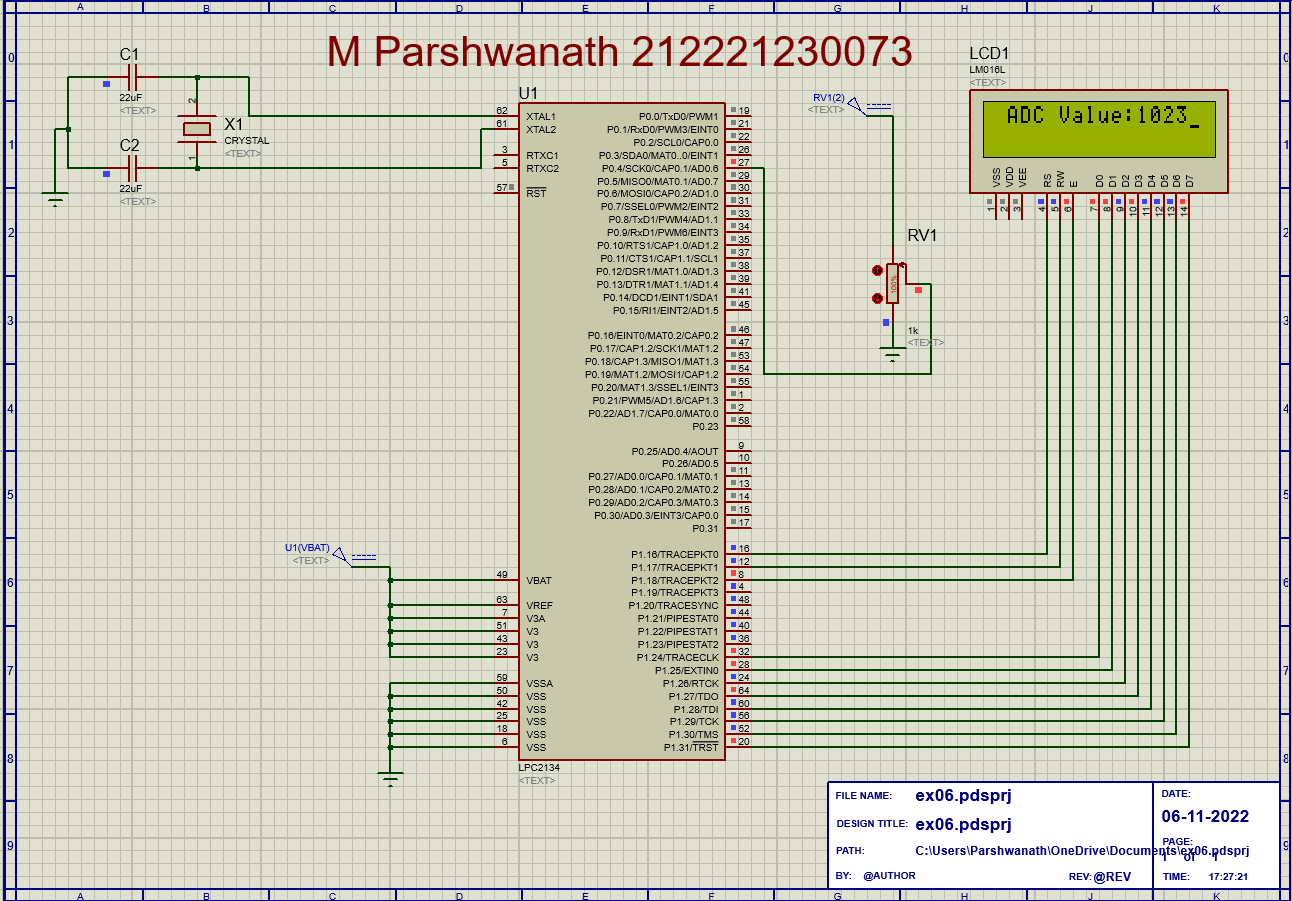 A B C D E F G H J K
M Parshwanath 212221230073
C1
22uF
<TEXT>
C2
22uF
<TEXT>
2
X1
CRYSTAL
<TEXT>
1
U1
62 XTAL1
61 XTAL2
3 RTXC1
5 RTXC2
57 RST
P0.0/TxD0/PWM1 19
P0.1/RxD0/PWM3/EINT0 21
P0.2/SCL0/CAP0.0 22
P0.3/SDA0/MAT0..0/EINT1 26
P0.4/SCK0/CAP0.1/AD0.6 27
P0.5/MISO0/MAT0.1/AD0.7 29
P0.6/MOSI0/CAP0.2/AD1.0 30
P0.7/SSEL0/PWM2/EINT2 31
P0.8/TxD1/PWM4/AD1.1 33
P0.9/RxD1/PWM6/EINT3 34
P0.10/RTS1/CAP1.0/AD1.2 35
P0.11/CTS1/CAP1.1/SCL1 37
P0.12/DSR1/MAT1.0/AD1.3 38
P0.13/DTR1/MAT1.1/AD1.4 39
P0.14/DCD1/EINT1/SDA1 41
P0.15/RI1/EINT2/AD1.5 45
P0.16/EINT0/MAT0.2/CAP0.2 46
P0.17/CAP1.2/SCK1/MAT1.2 47
P0.18/CAP1.3/MISO1/MAT1.3 53
P0.19/MAT1.2/MOSI1/CAP1.2 54
P0.20/MAT1.3/SSEL1/EINT3 55
P0.21/PWM5/AD1.6/CAP1.3 1
P0.22/AD1.7/CAP0.0/MAT0.0 2
P0.23 58
P0.25/AD0.4/AOUT 9
P0.26/AD0.5 10
P0.27/AD0.0/CAP0.1/MAT0.1 11
P0.28/AD0.1/CAP0.2/MAT0.2 13
P0.29/AD0.2/CAP0.3/MAT0.3 14
P0.30/AD0.3/EINT3/CAP0.0 15
P0.31 17
P1.16/TRACEPKT0 16
P1.17/TRACEPKT1 12
P1.18/TRACEPKT2 8
P1.19/TRACEPKT3 4
P1.20/TRACESYNC 48
P1.21/PIPESTAT0 44
P1.22/PIPESTAT1 40
P1.23/PIPESTAT2 36
P1.24/TRACECLK 32
P1.25/EXTIN0 28
P1.26/RTCK 24
P1.27/TDO 64
P1.28/TDI 60
P1.29/TCK 56
P1.30/TMS 52
P1.31/TRST 20
U1(VBAT)
<TEXT>
49 VBAT
63 VREF
7 V3A
51 V3
43 V3
23 V3
59 VSSA
50 VSS
42 VSS
25 VSS
18 VSS
6 VSS
LPC2134
<TEXT>
RV1(2)
<TEXT>
RV1
100%
1k
<TEXT>
LCD1
LM016L
<TEXT>
ADC Value:1023_
VSS VDD VEE RS RW E D0 D1 D2 D3 D4 D5 D6 D7
1 2 3 4 5 6 7 8 9 10 11 12 13 14
0 0
1 1
2 2
3 3
4 4
5 5
6 6
7 7
8 8
9 9
FILE NAME: ex06.pdsprj
DESIGN TITLE: ex06.pdsprj
PATH: C:\Users\Parshwanath\OneDrive\Documents\ex06.pdsprj
BY: @AUTHOR REV:@REV
DATE:
06-11-2022
PAGE:
1 of 1
TIME: 17:27:21
A B C D E F G H J K